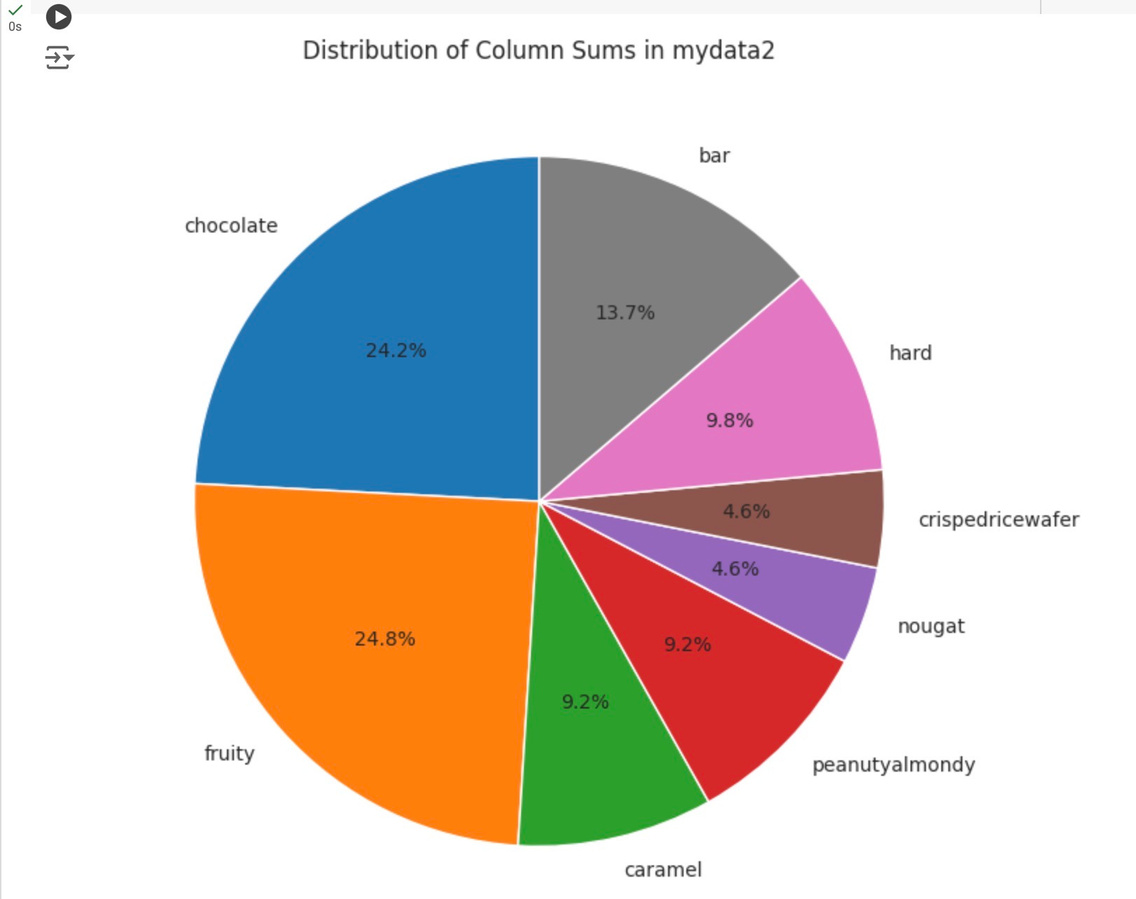 0s
Distribution of Column Sums in mydata2
bar
chocolate
13.7%
24.2%
hard
9.8%
4.6%
crispedricewafer
4.6%
nougat
24.8%
9.2%
9.2%
fruity
peanutyalmondy
caramel